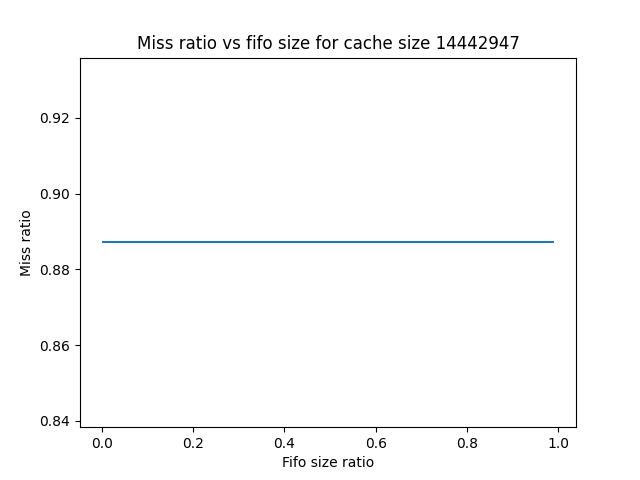 Miss ratio vs fifo size for cache size 14442947
0.92
0.90
0.88
0.86
0.84
Miss ratio
0.0 0.2 0.4 0.6 0.8 1.0
Fifo size ratio